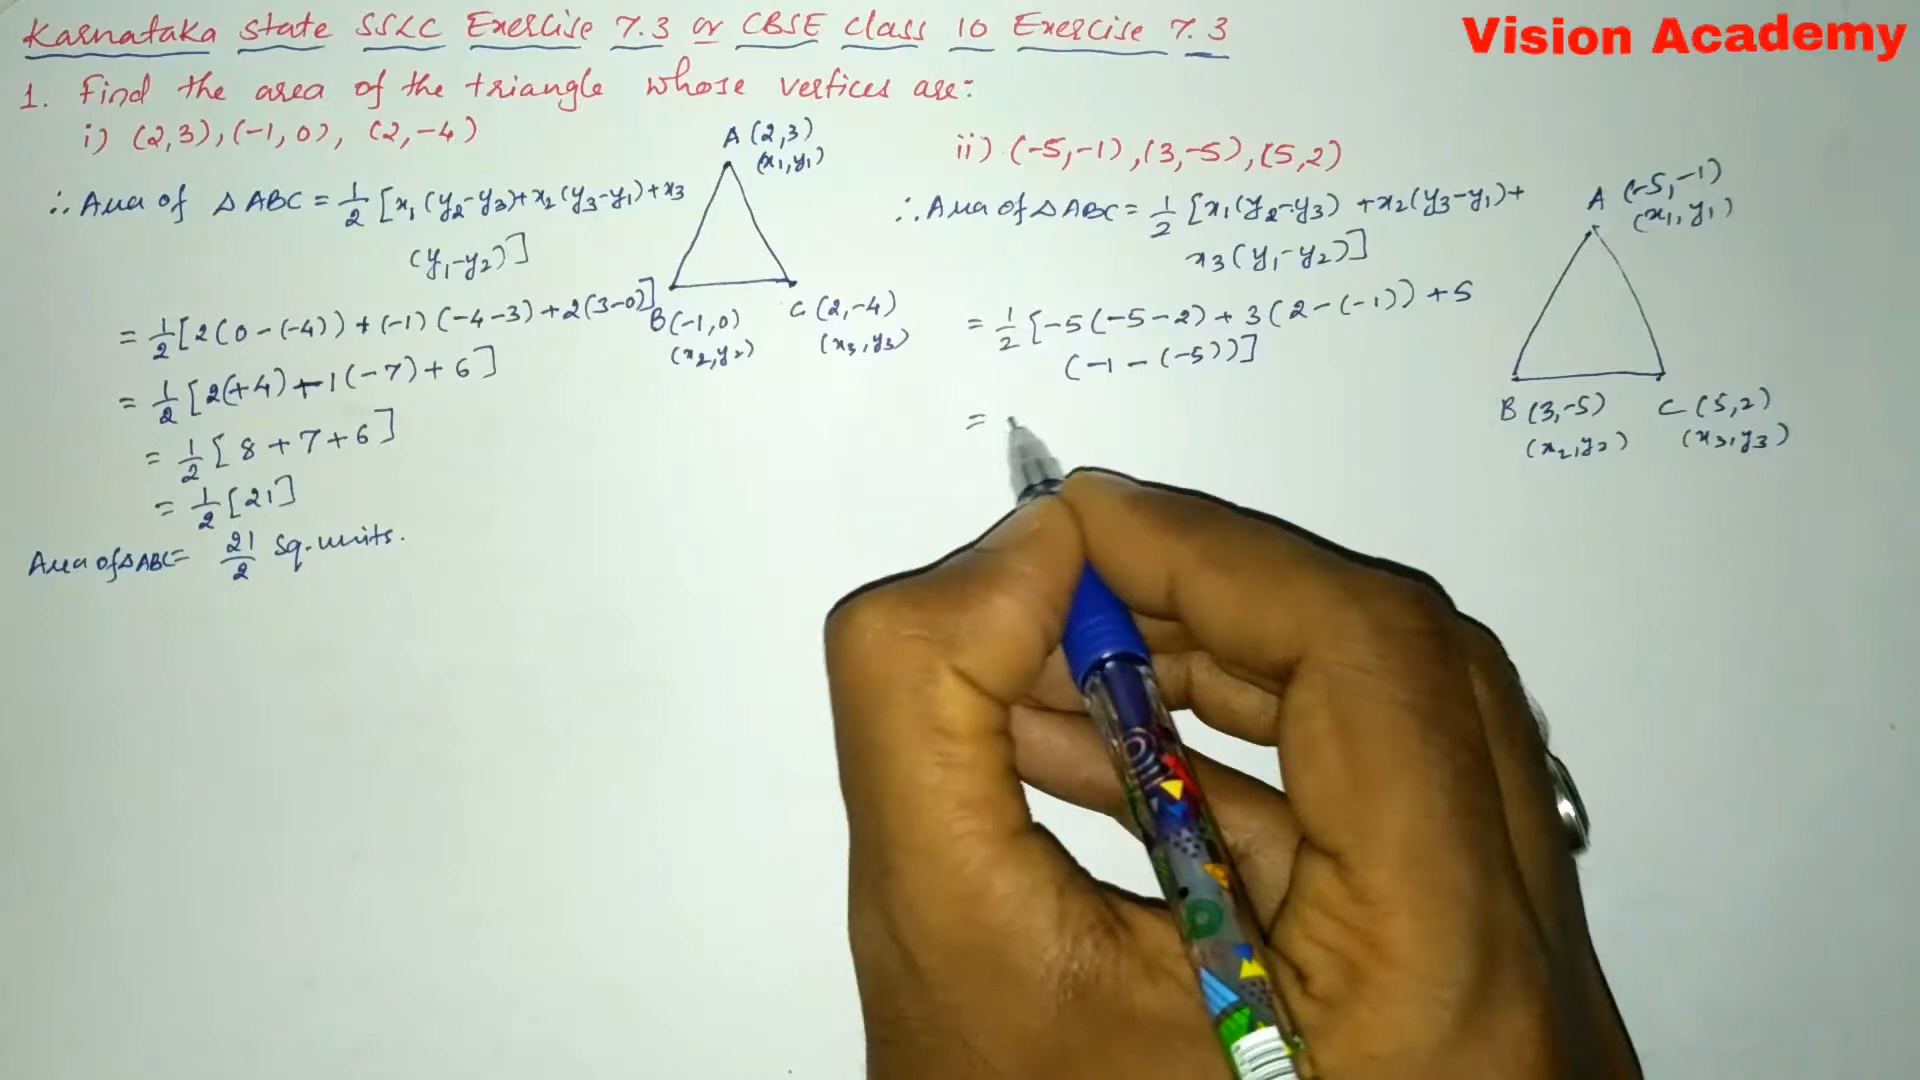 Karnataka state SSLC Exercise 7.3 or CBSE class 10 Exercise 7.3
Vision Academy
1. Find the area of the triangle whose vertices are:
i) (2,3), (-1,0), (2,-4)
∴ Area of △ABC = 1/2 [x₁(y₂-y₃)+x₂(y₃-y₁)+x₃
(y₁-y₂)]
= 1/2 [2(0-(-4))+(-1)(-4-3)+2(3-0)]
= 1/2 [2(+4)+-1(-7)+6]
= 1/2 [8+7+6]
= 1/2 [21]
Area of △ABC = 21/2 sq.units.
A (2,3)
(x₁,y₁)
B(-1,0)
(x₂,y₂)
C (2,-4)
(x₃,y₃)
ii) (-5,-1), (3,-5), (5,2)
∴ Area of △ABC = 1/2 [x₁(y₂-y₃)+x₂(y₃-y₁)+
x₃(y₁-y₂)]
= 1/2 [-5(-5-2)+3(2-(-1))+5
(-1-(-5))]
=
A (-5,-1)
(x₁,y₁)
B (3,-5)
(x₂,y₂)
C (5,2)
(x₃,y₃)